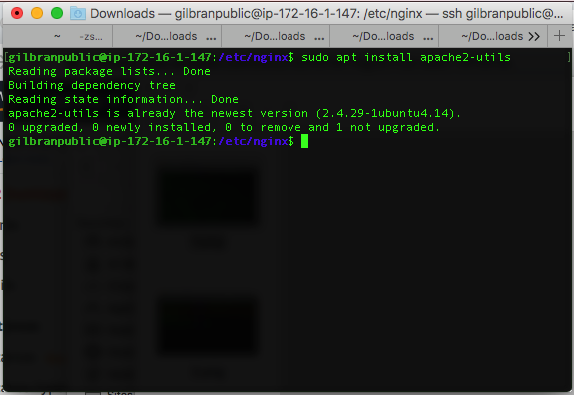 Downloads — gilbranpublic@ip-172-16-1-147: /etc/nginx — ssh gilbranpublic@...
~ -zs... ~/Do...loads ... ~/Do...loads ... ~/Do...loads ... ~/Do...loads >>
[gilbranpublic@ip-172-16-1-147:/etc/nginx$ sudo apt install apache2-utils ]
Reading package lists... Done
Building dependency tree
Reading state information... Done
apache2-utils is already the newest version (2.4.29-1ubuntu4.14).
0 upgraded, 0 newly installed, 0 to remove and 1 not upgraded.
gilbranpublic@ip-172-16-1-147:/etc/nginx$